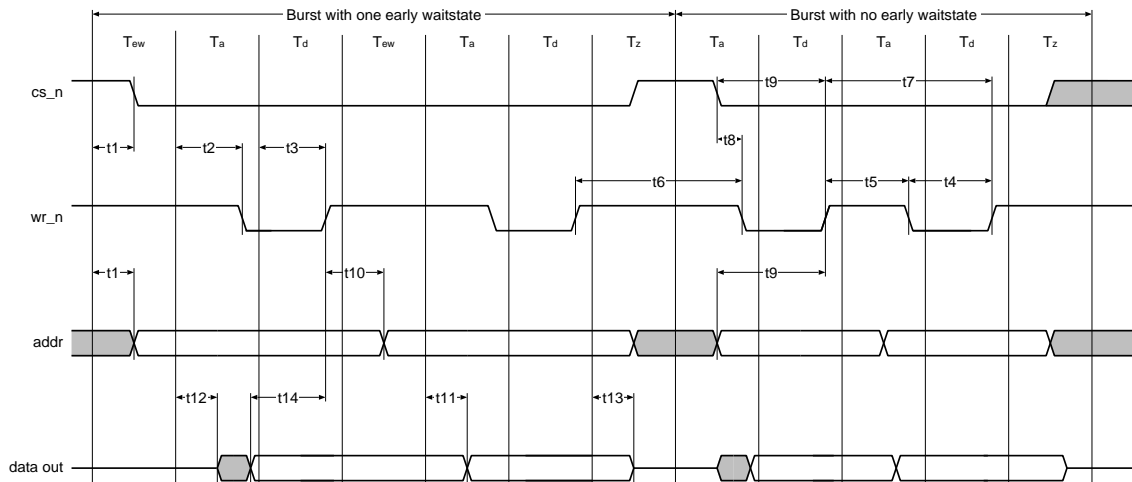 Burst with one early waitstate Burst with no early waitstate
Tew Ta Td Tew Ta Td Tz Ta Td Ta Td Tz
cs_n t9 t7
t1 t2 t3 t8
t6 t5 t4
wr_n
t1 t10 t9
addr
t12 t14 t11 t13
data out